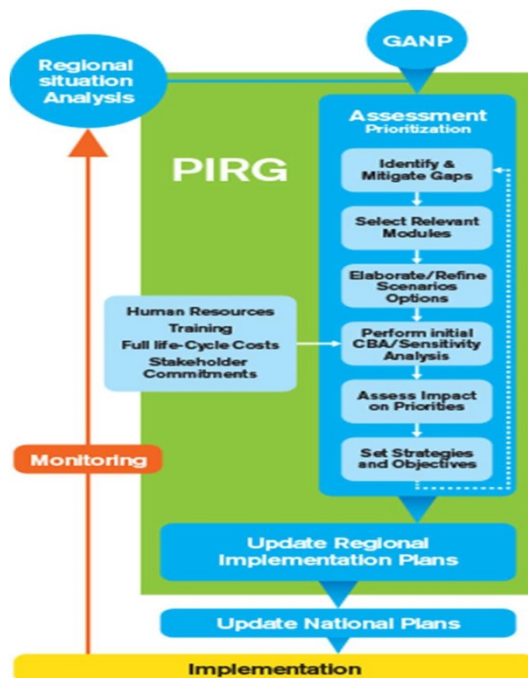 GANP
Regional
situation
Analysis
Assessment
Prioritization
PIRG
Identify &
Mitigate Gaps
Select Relevant
Modules
Elaborate/Refine
Scenarios
Options
Human Resources
Training
Full life-Cycle Costs
Stakeholder
Commitments
Perform initial
CBA/Sensitivity
Analysis
Assess Impact
on Priorities
Set Strategies
and Objectives
Monitoring
Update Regional
Implementation Plans
Update National Plans
Implementation